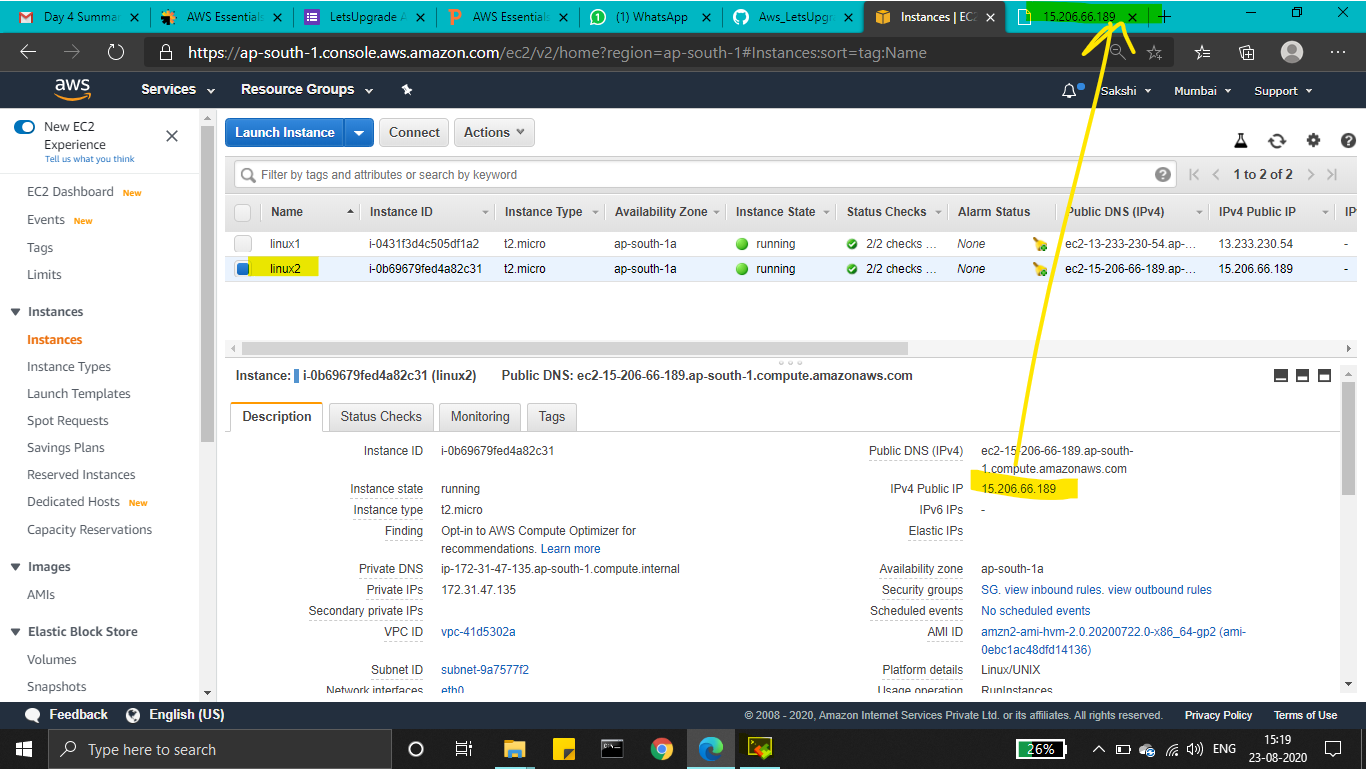 Day 4 Summar
AWS Essentials
LetsUpgrade A
AWS Essentials
(1) WhatsApp
Aws_LetsUpgr
Instances | EC2
15.206.66.189
https://ap-south-1.console.aws.amazon.com/ec2/v2/home?region=ap-south-1#Instances:sort=tag:Name
aws
Services
Resource Groups
Sakshi
Mumbai
Support
New EC2
Experience
Tell us what you think
EC2 Dashboard New
Events New
Tags
Limits
Instances
Instances
Instance Types
Launch Templates
Spot Requests
Savings Plans
Reserved Instances
Dedicated Hosts New
Capacity Reservations
Images
AMIs
Elastic Block Store
Volumes
Snapshots
Launch Instance
Connect
Actions
Filter by tags and attributes or search by keyword
1 to 2 of 2
Name Instance ID Instance Type Availability Zone Instance State Status Checks Alarm Status Public DNS (IPv4) IPv4 Public IP IP
linux1 i-0431f3d4c505df1a2 t2.micro ap-south-1a running 2/2 checks ... None ec2-13-233-230-54.ap-... 13.233.230.54 -
linux2 i-0b69679fed4a82c31 t2.micro ap-south-1a running 2/2 checks ... None ec2-15-206-66-189.ap-... 15.206.66.189 -
Instance: i-0b69679fed4a82c31 (linux2) Public DNS: ec2-15-206-66-189.ap-south-1.compute.amazonaws.com
Description
Status Checks
Monitoring
Tags
Instance ID i-0b69679fed4a82c31
Instance state running
Instance type t2.micro
Finding Opt-in to AWS Compute Optimizer for
recommendations. Learn more
Private DNS ip-172-31-47-135.ap-south-1.compute.internal
Private IPs 172.31.47.135
Secondary private IPs
VPC ID vpc-41d5302a
Subnet ID subnet-9a7577f2
Network interfaces eth0
Public DNS (IPv4) ec2-15-206-66-189.ap-south-
1.compute.amazonaws.com
IPv4 Public IP 15.206.66.189
IPv6 IPs -
Elastic IPs
Availability zone ap-south-1a
Security groups SG. view inbound rules. view outbound rules
Scheduled events No scheduled events
AMI ID amzn2-ami-hvm-2.0.20200722.0-x86_64-gp2 (ami-
0ebc1ac48dfd14136)
Platform details Linux/UNIX
Usage operation RunInstances
Feedback
English (US)
© 2008 - 2020, Amazon Internet Services Private Ltd. or its affiliates. All rights reserved.
Privacy Policy
Terms of Use
Type here to search
26%
ENG
15:19
23-08-2020